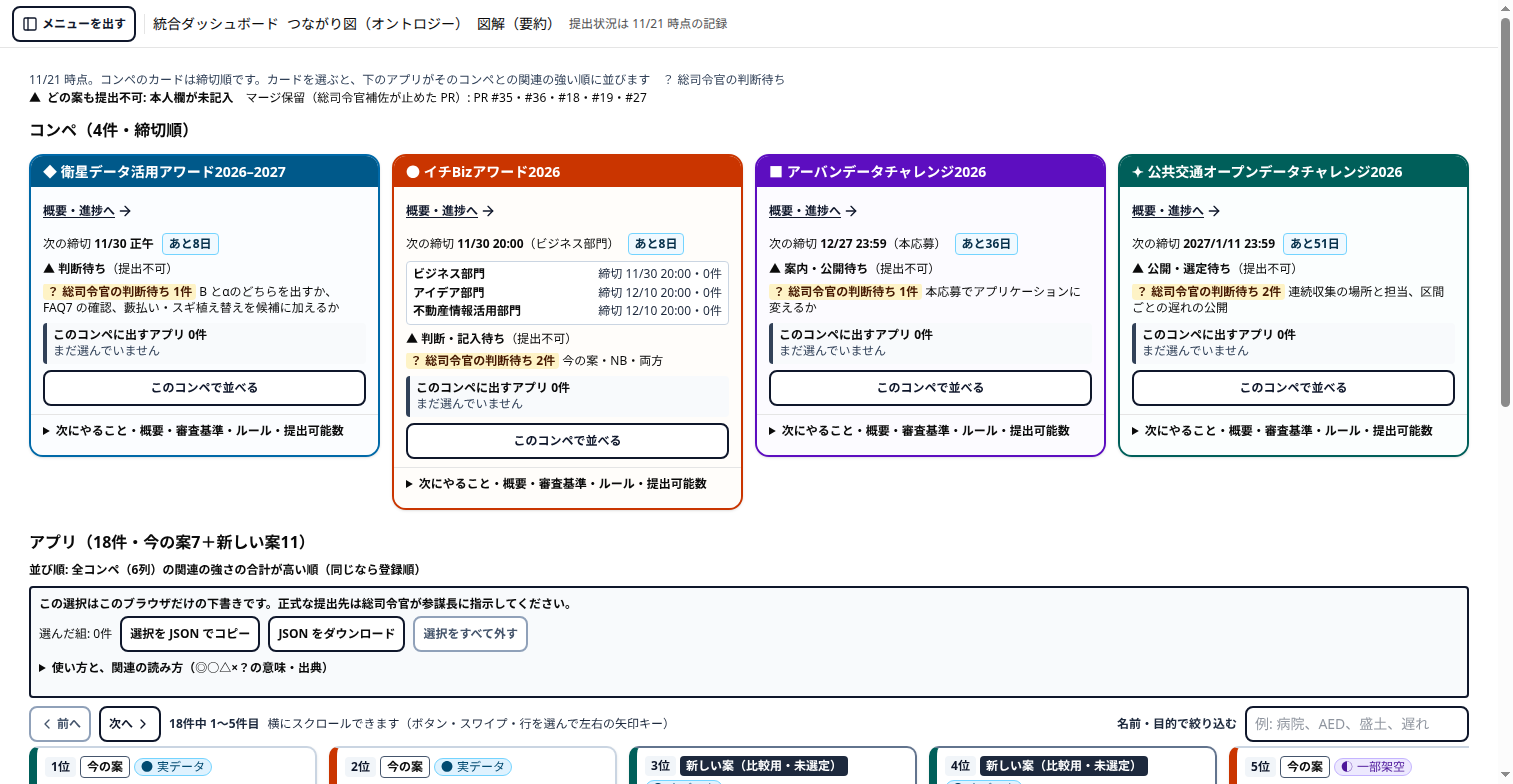 メニューを出す
統合ダッシュボード つながり図（オントロジー） 図解（要約） 提出状況は 11/21 時点の記録
11/21 時点。コンペのカードは締切順です。カードを選ぶと、下のアプリがそのコンペとの関連の強い順に並びます ？ 総司令官の判断待ち
▲ どの案も提出不可: 本人欄が未記入 マージ保留（総司令官補佐が止めた PR）: PR #35・#36・#18・#19・#27
コンペ（4件・締切順）
◆ 衛星データ活用アワード2026–2027
概要・進捗へ →
次の締切 11/30 正午 あと8日
▲ 判断待ち（提出不可）
？ 総司令官の判断待ち 1件 B とαのどちらを出すか、
FAQ7 の確認、藪払い・スギ植え替えを候補に加えるか
このコンペに出すアプリ 0件
まだ選んでいません
このコンペで並べる
▶ 次にやること・概要・審査基準・ルール・提出可能数
● イチBizアワード2026
概要・進捗へ →
次の締切 11/30 20:00（ビジネス部門） あと8日
ビジネス部門 締切 11/30 20:00・0件
アイデア部門 締切 12/10 20:00・0件
不動産情報活用部門 締切 12/10 20:00・0件
▲ 判断・記入待ち（提出不可）
？ 総司令官の判断待ち 2件 今の案・NB・両方
このコンペに出すアプリ 0件
まだ選んでいません
このコンペで並べる
▶ 次にやること・概要・審査基準・ルール・提出可能数
■ アーバンデータチャレンジ2026
概要・進捗へ →
次の締切 12/27 23:59（本応募） あと36日
▲ 案内・公開待ち（提出不可）
？ 総司令官の判断待ち 1件 本応募でアプリケーションに
変えるか
このコンペに出すアプリ 0件
まだ選んでいません
このコンペで並べる
▶ 次にやること・概要・審査基準・ルール・提出可能数
✦ 公共交通オープンデータチャレンジ2026
概要・進捗へ →
次の締切 2027/1/11 23:59 あと51日
▲ 公開・選定待ち（提出不可）
？ 総司令官の判断待ち 2件 連続収集の場所と担当、区間
ごとの遅れの公開
このコンペに出すアプリ 0件
まだ選んでいません
このコンペで並べる
▶ 次にやること・概要・審査基準・ルール・提出可能数
アプリ（18件・今の案7＋新しい案11）
並び順: 全コンペ（6列）の関連の強さの合計が高い順（同じなら登録順）
この選択はこのブラウザだけの下書きです。正式な提出先は総司令官が参謀長に指示してください。
選んだ組: 0件 選択を JSON でコピー JSON をダウンロード 選択をすべて外す
▶ 使い方と、関連の読み方（◎○△×？の意味・出典）
前へ 次へ 18件中 1～5件目 横にスクロールできます（ボタン・スワイプ・行を選んで左右の矢印キー） 名前・目的で絞り込む 例: 病院、AED、盛土、遅れ
1位 今の案 ● 実データ
2位 今の案 ● 実データ
3位 新しい案（比較用・未選定）
4位 新しい案（比較用・未選定）
5位 今の案 一部架空